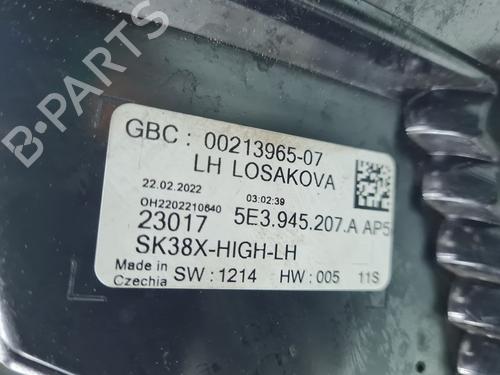 B-PARTS
GBC : 00213965-07
LH LOSAKOVA
22.02.2022 03:02:39
OH2202210640
23017 5E3.945.207.A AP5
SK38X-HIGH-LH
Made in Czechia SW : 1214 HW : 005 11S